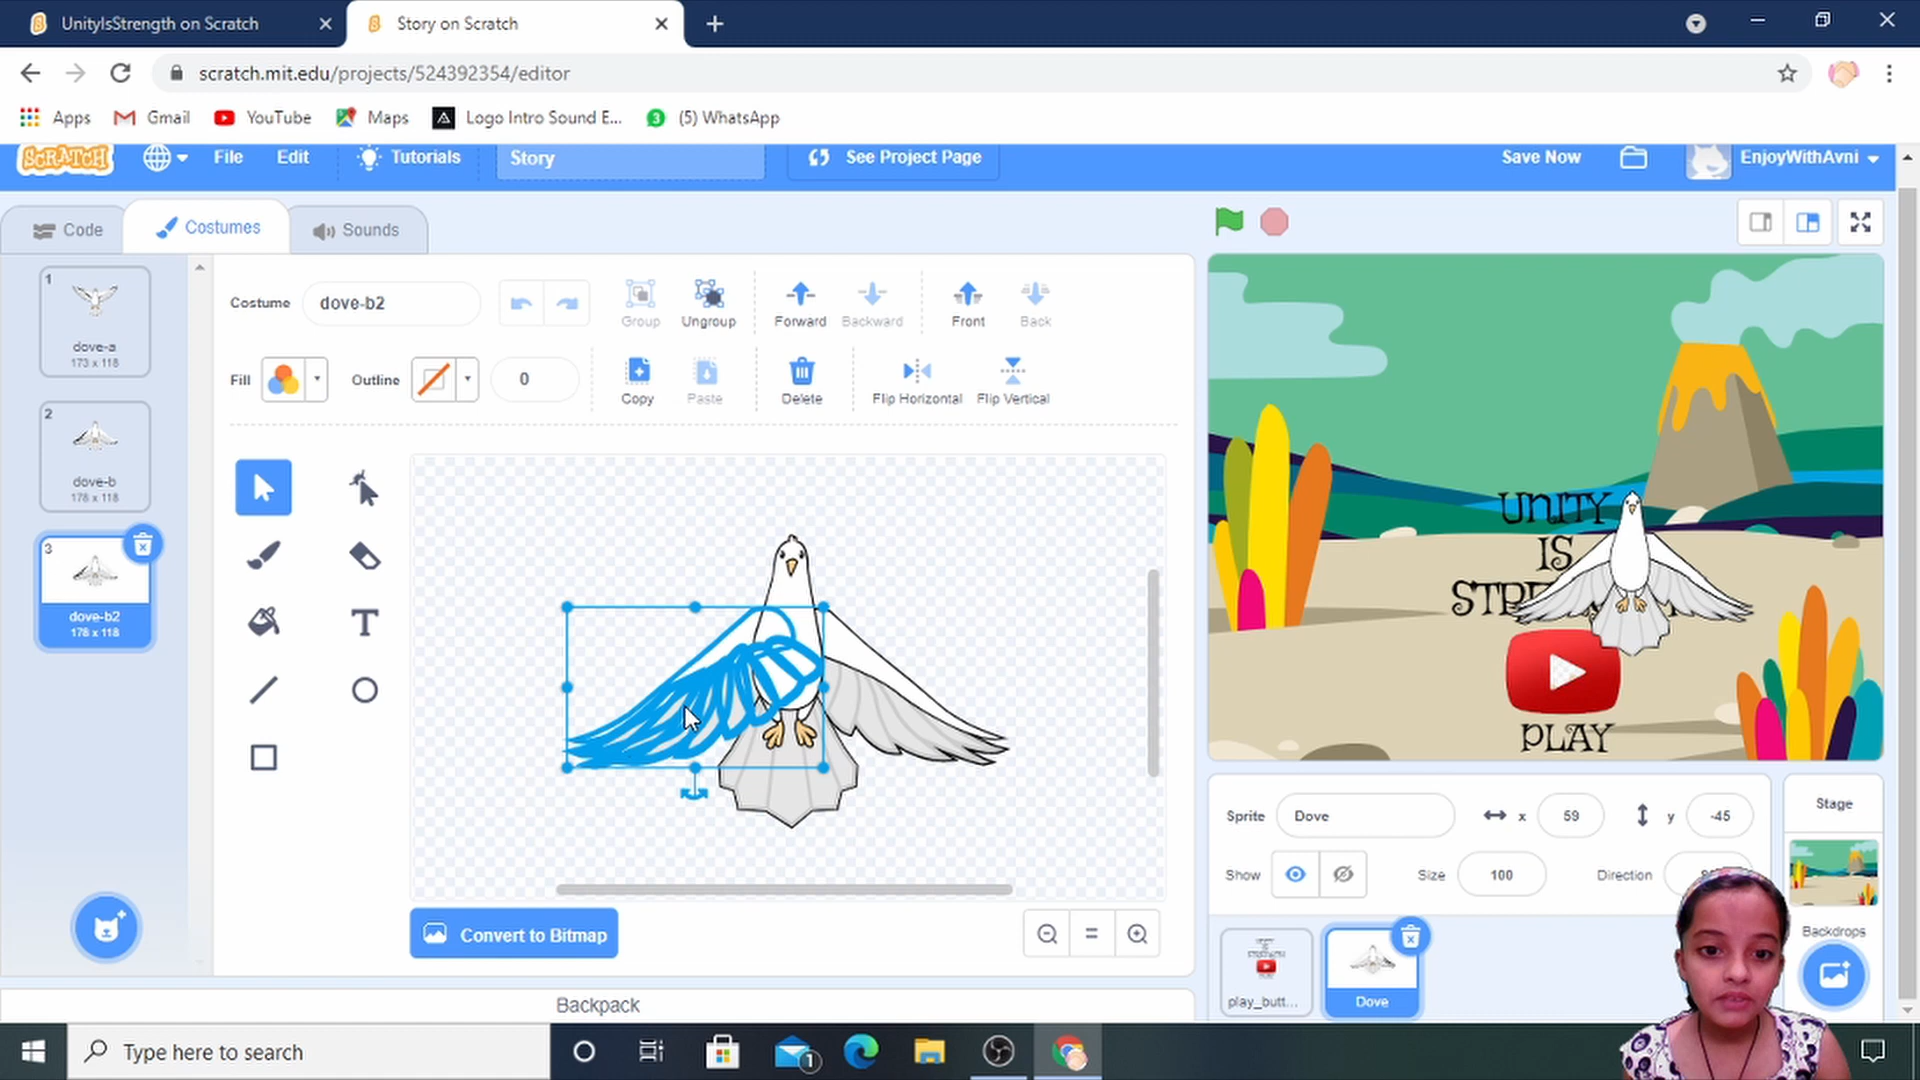 UnityIsStrength on Scratch
Story on Scratch
scratch.mit.edu/projects/524392354/editor
Apps
Gmail
YouTube
Maps
Logo Intro Sound E...
3
(5) WhatsApp
SCRATCH
File
Edit
Tutorials
Story
See Project Page
Save Now
EnjoyWithAvni
Code
Costumes
Sounds
1
dove-a
173 x 118
2
dove-b
178 x 118
3
dove-b2
178 x 118
Costume
dove-b2
Group
Ungroup
Forward
Backward
Front
Back
Fill
Outline
0
Copy
Paste
Delete
Flip Horizontal
Flip Vertical
T
Convert to Bitmap
Backpack
UNITY
IS
PLAY
Sprite
Dove
x
59
y
-45
Show
Size
100
Direction
Stage
Backdrops
play_butt...
Dove
Type here to search
1